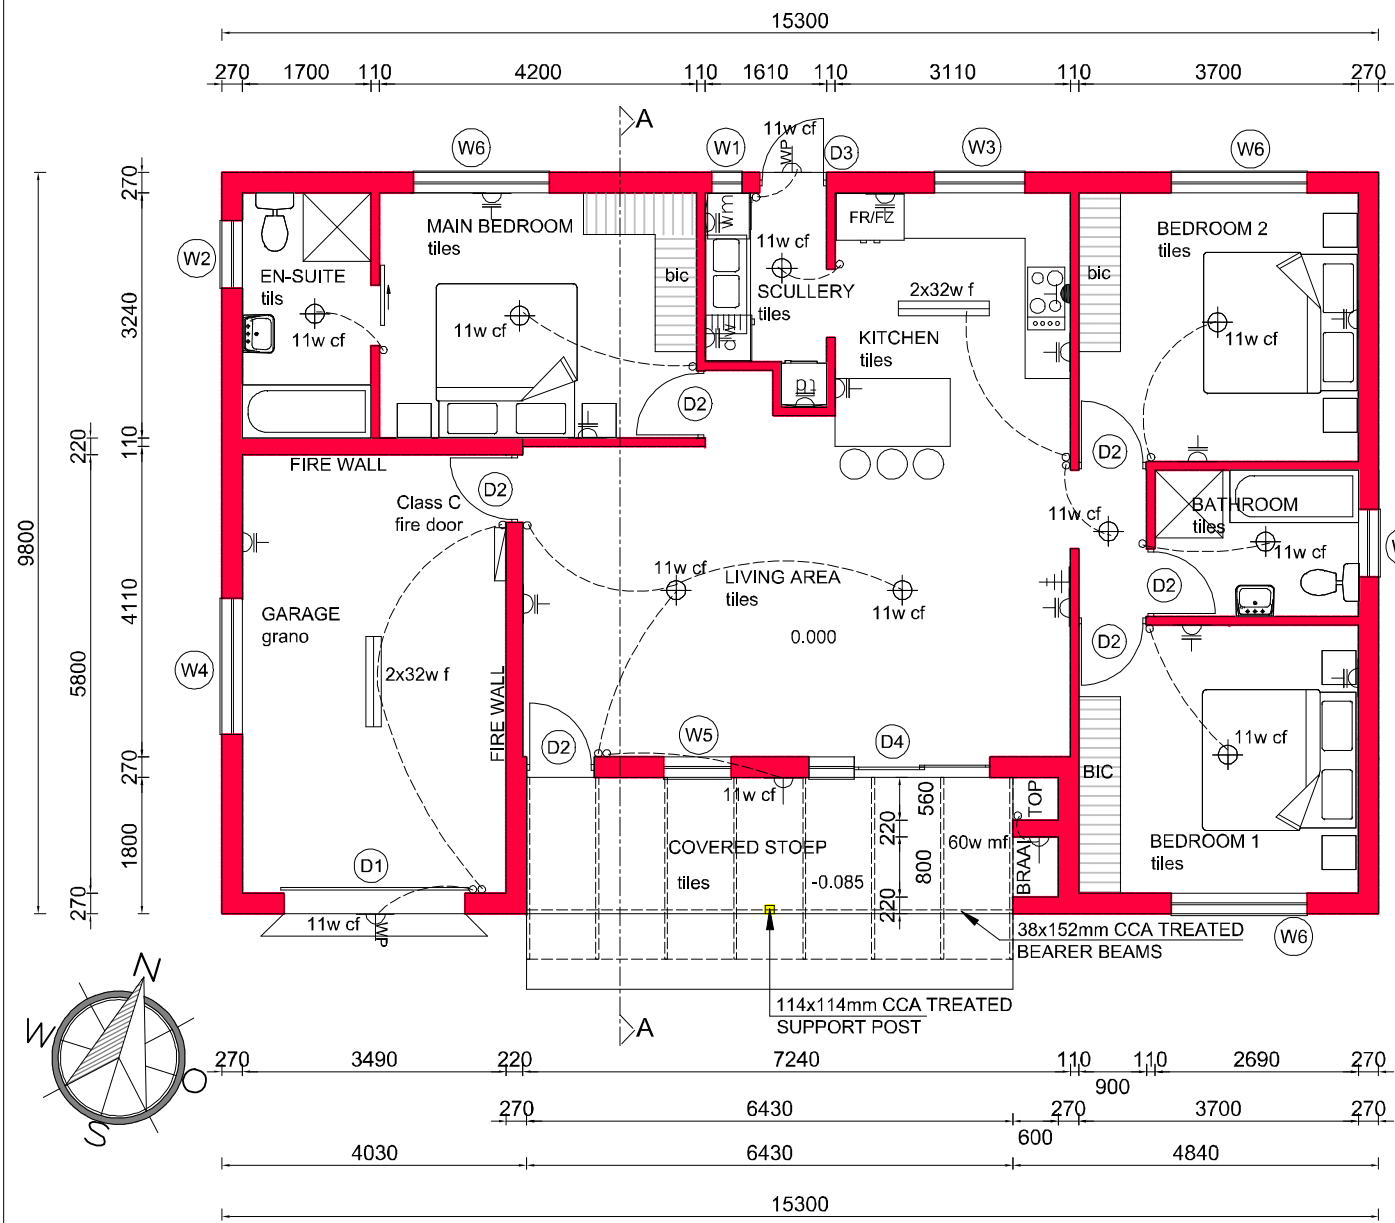 15300
270 1700 110 4200 110 1610 110 3110 110 3700 270
A
W6 W1 11w cf WP D3 W3 W6
270
MAIN BEDROOM
tiles
wm
FR/FZ
BEDROOM 2
tiles
W2
EN-SUITE
tils
bic
11w cf
SCULLERY
tiles
2x32w f
bic
3240
11w cf
11w cf
KITCHEN
tiles
11w cf
dw
rd
D2
220
110
FIRE WALL
D2
D2
Class C
fire door
BATHROOM
tiles
11w cf
11w cf
9800
11w cf
LIVING AREA
tiles
11w cf
D2
4110
GARAGE
grano
0.000
D2
W4
5800
2x32w f
FIRE WALL
D2
W5
D4
11w cf
270
11w cf
560
TOP
BIC
1800
COVERED STOEP
tiles
-0.085
220
800
220
60w mf
BRAAI
BEDROOM 1
tiles
D1
270
11w cf
WP
38x152mm CCA TREATED
BEARER BEAMS
W6
114x114mm CCA TREATED
SUPPORT POST
A
N
W
O
S
270 3490 220 7240 110 110 2690 270
900
270 6430 270 3700 270
600
4030 6430 4840
15300